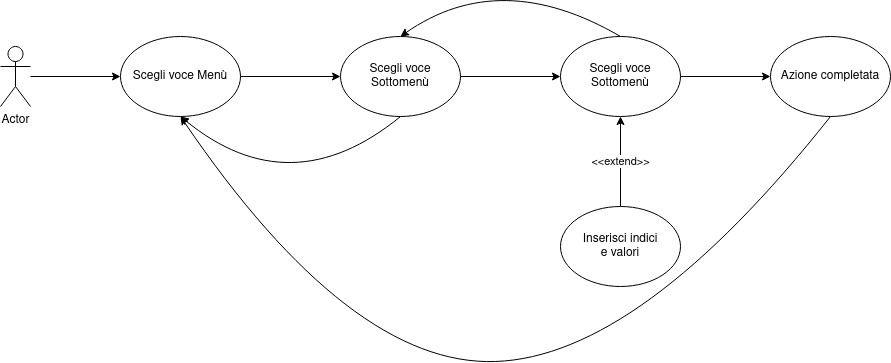 Actor
Scegli voce Menù
Scegli voce
Sottomenù
Scegli voce
Sottomenù
Azione completata
<<extend>>
Inserisci indici
e valori